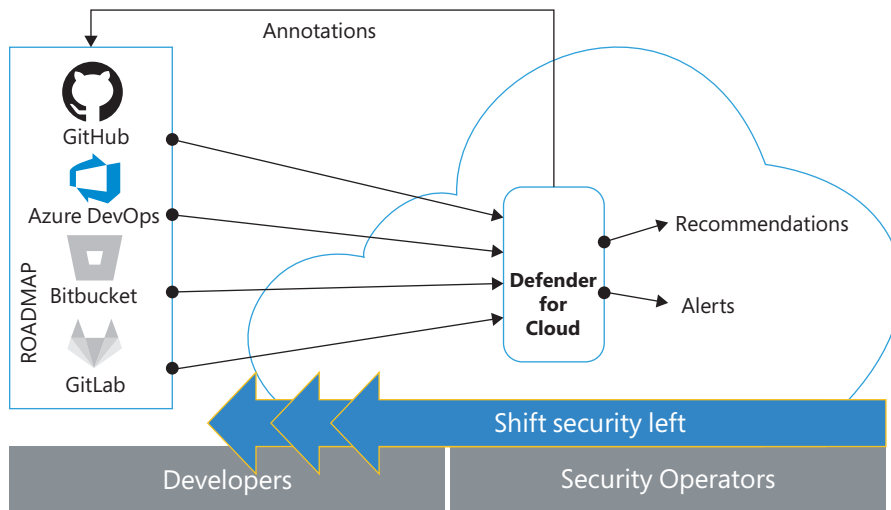 Annotations
GitHub
Azure DevOps
Bitbucket
GitLab
ROADMAP
Defender
for
Cloud
Recommendations
Alerts
Shift security left
Developers
Security Operators